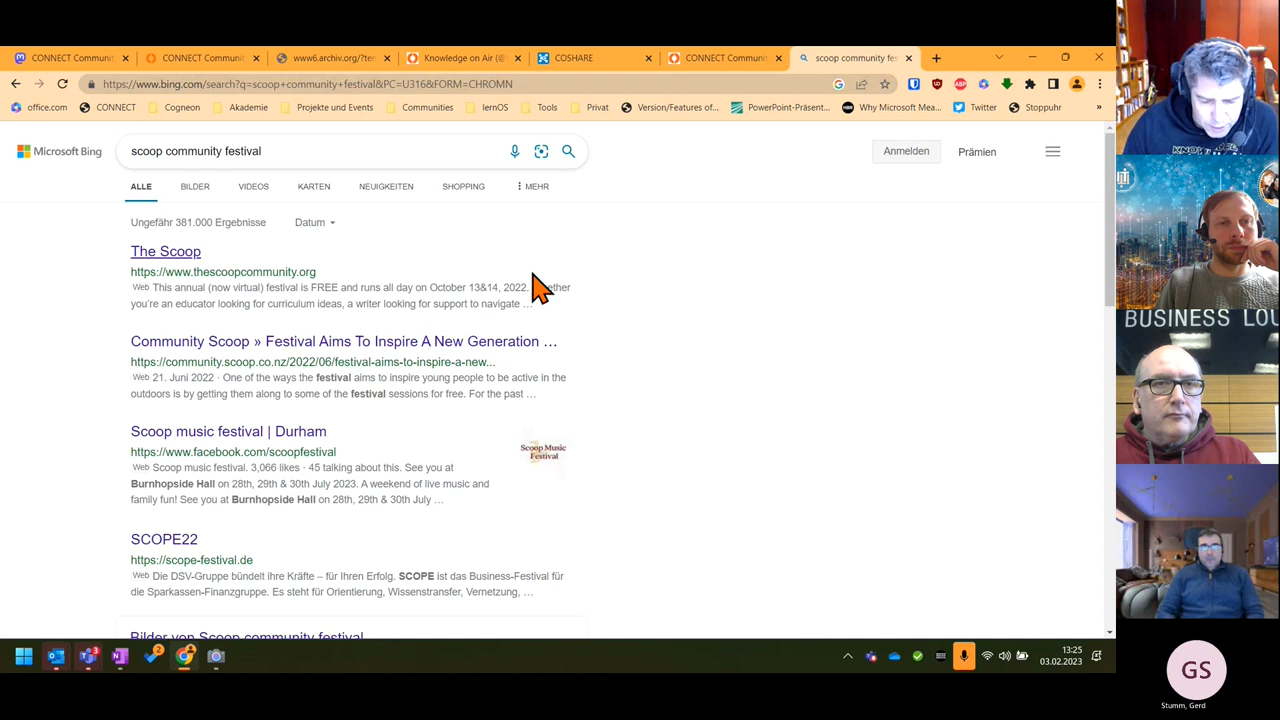 CONNECT Communi
CONNECT Communi
www6.archiv.org/?te
Knowledge on Air (@
COSHARE
CONNECT Communi
scoop community fes
https://www.bing.com/search?q=scoop+community+festival&PC=U316&FORM=CHROMN
office.com
CONNECT
Cogneon
Akademie
Projekte und Events
Communities
lernOS
Tools
Privat
Version/Features of...
PowerPoint-Präsent...
Why Microsoft Mea...
Twitter
Stoppuhr
Microsoft Bing
scoop community festival
Anmelden
Prämien
ALLE
BILDER
VIDEOS
KARTEN
NEUIGKEITEN
SHOPPING
MEHR
Ungefähr 381.000 Ergebnisse
Datum
The Scoop
https://www.thescoopcommunity.org
Web This annual (now virtual) festival is FREE and runs all day on October 13&14, 2022.
you’re an educator looking for curriculum ideas, a writer looking for support to navigate ...
Community Scoop » Festival Aims To Inspire A New Generation …
https://community.scoop.co.nz/2022/06/festival-aims-to-inspire-a-new...
Web 21. Juni 2022 · One of the ways the festival aims to inspire young people to be active in the
outdoors is by getting them along to some of the festival sessions for free. For the past …
Scoop music festival | Durham
https://www.facebook.com/scoopfestival
Web Scoop music festival. 3,066 likes · 45 talking about this. See you at
Burnhopside Hall on 28th, 29th & 30th July 2023. A weekend of live music and
family fun! See you at Burnhopside Hall on 28th, 29th & 30th July …
Scoop Music
Festival
SCOPE22
https://scope-festival.de
Web Die DSV-Gruppe bündelt ihre Kräfte – für Ihren Erfolg. SCOPE ist das Business-Festival für
die Sparkassen-Finanzgruppe. Es steht für Orientierung, Wissenstransfer, Vernetzung, …
Bilder von Scoop community festival
2
3
13:25
03.02.2023
BUSINESS LOU
GS
Stumm, Gerd